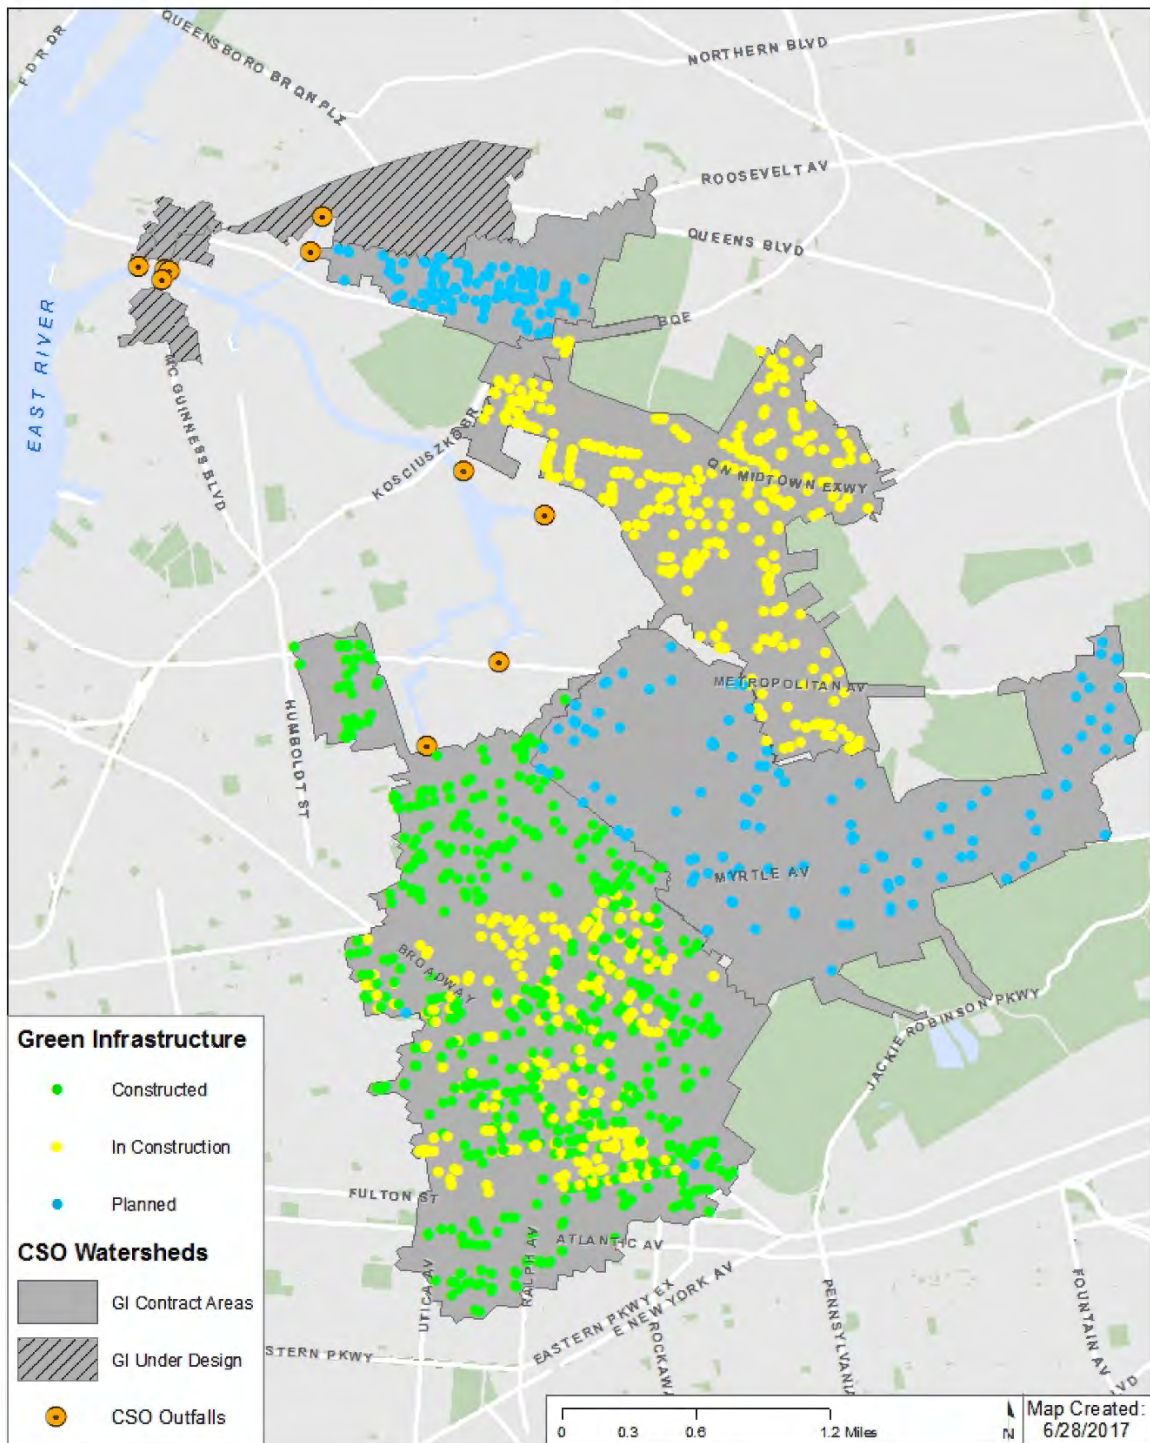 F D R DR
QUEENSBORO BRQN PLZ
NORTHERN BLVD
ROOSEVELT AV
QUEENS BLVD
BQE
EAST RIVER
MC GUINNESS BLVD
KOSCIUSZKO BR
QN MIDTOWN EXWY
METROPOLITAN AV
HUMBOLDT ST
MYRTLE AV
BROADWAY
JACKIE ROBINSON PKWY
FULTON ST
ATLANTIC AV
RALPH AV
UTICA AV
EASTERN PKWY EX
E NEW YORK AV
ROCKAWA
PENNSYLVANIA
FOUNTAIN AV
LVD
STERN PKWY
Green Infrastructure
Constructed
In Construction
Planned
CSO Watersheds
GI Contract Areas
GI Under Design
CSO Outfalls
0 0.3 0.6 1.2 Miles
N
Map Created:
6/28/2017